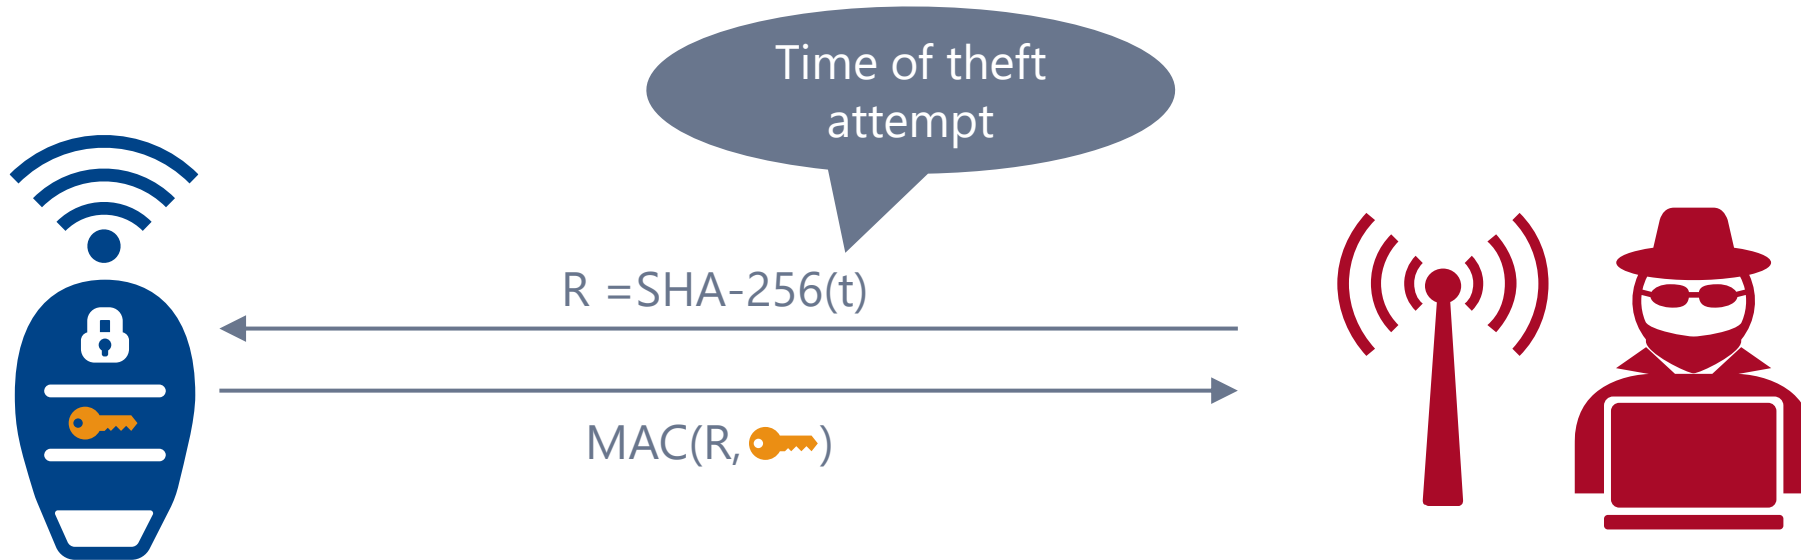 Time of theft
attempt
R =SHA-256(t)
MAC(R, )